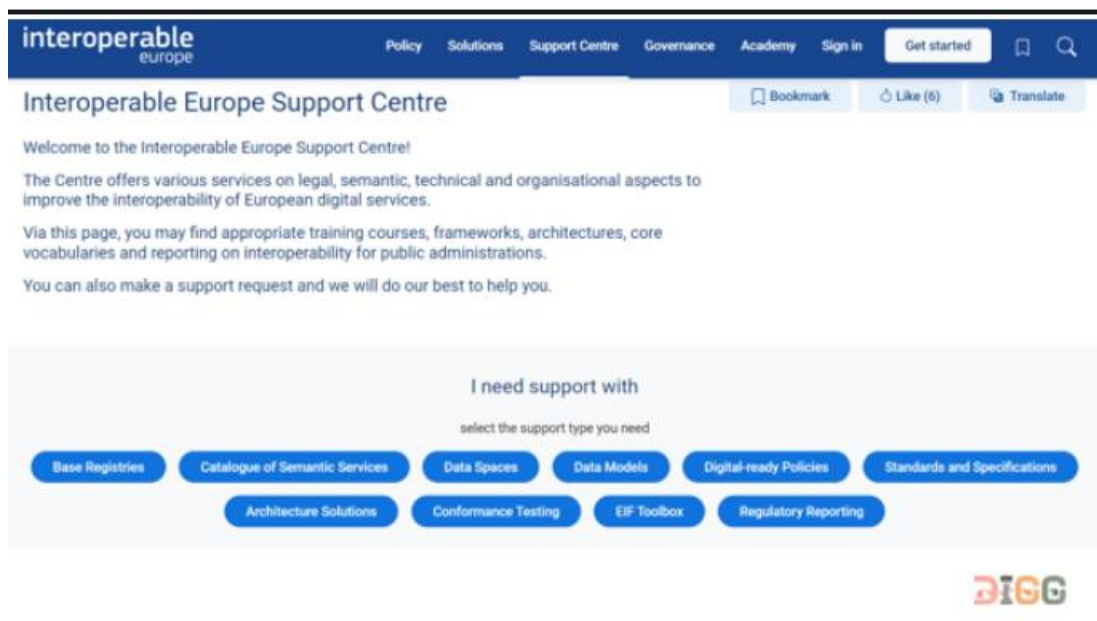 interoperable
europe
Policy Solutions Support Centre Governance Academy Sign in Get started
Interoperable Europe Support Centre
Bookmark Like (6) Translate
Welcome to the Interoperable Europe Support Centre!
The Centre offers various services on legal, semantic, technical and organisational aspects to
improve the interoperability of European digital services.
Via this page, you may find appropriate training courses, frameworks, architectures, core
vocabularies and reporting on interoperability for public administrations.
You can also make a support request and we will do our best to help you.
I need support with
select the support type you need
Base Registries Catalogue of Semantic Services Data Spaces Data Models Digital-ready Policies Standards and Specifications
Architecture Solutions Conformance Testing EIF Toolbox Regulatory Reporting
DIGG